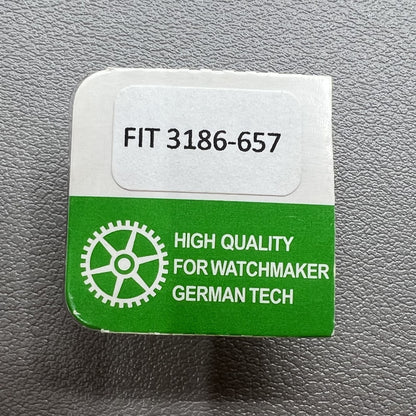 FIT 3186-657
HIGH QUALITY
FOR WATCHMAKER
GERMAN TECH